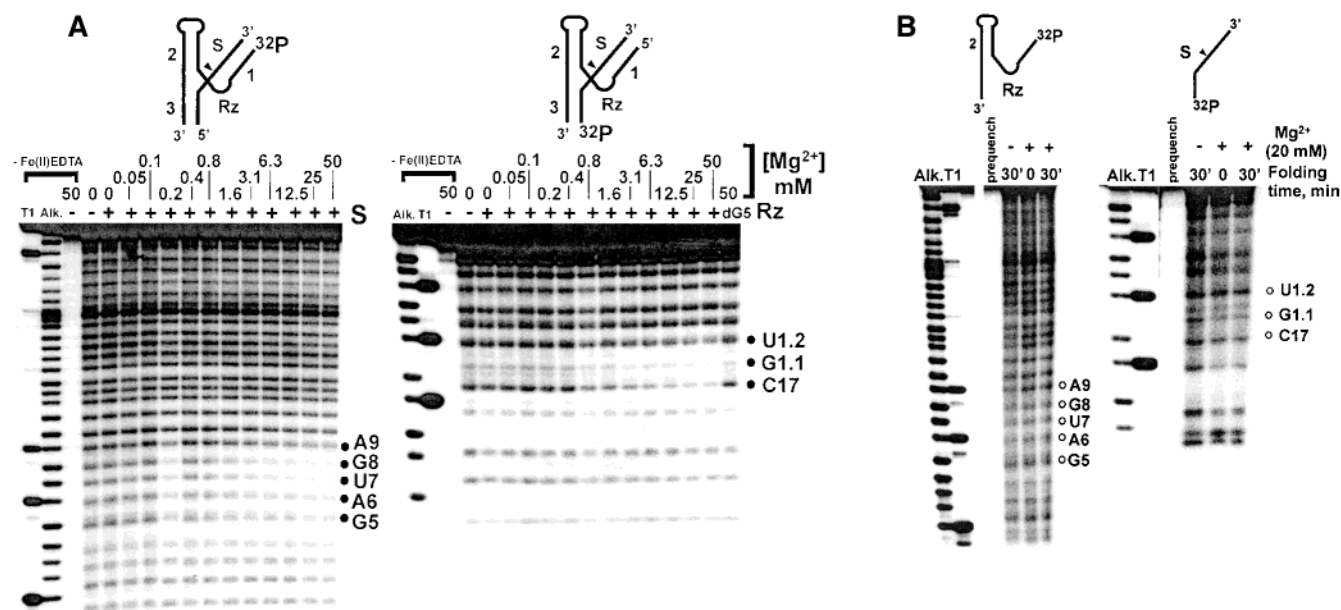 A
B
2
S
3'
32P
1
Rz
3
3' 5'
2
S
3'
5'
1
Rz
3
3'
32P
2
32P
Rz
3'
S
3'
32P
- Fe(II)EDTA
50
0 0 0.05 0.1 0.2 0.4 0.8 1.6 3.1 6.3 12.5 25 50
T1 Alk. - - + + + + + + + + + + + + S
- Fe(II)EDTA
50
0 0 0.05 0.1 0.2 0.4 0.8 1.6 3.1 6.3 12.5 25 50 50
[Mg2+]
mM
Alk. T1 - - + + + + + + + + + + + + dG5 Rz
A9
G8
U7
A6
G5
U1.2
G1.1
C17
prequench
- + +
Alk. T1 30' 0 30'
A9
G8
U7
A6
G5
prequench
- + +
Alk. T1 30' 0 30'
Mg2+
(20 mM)
Folding
time, min
U1.2
G1.1
C17